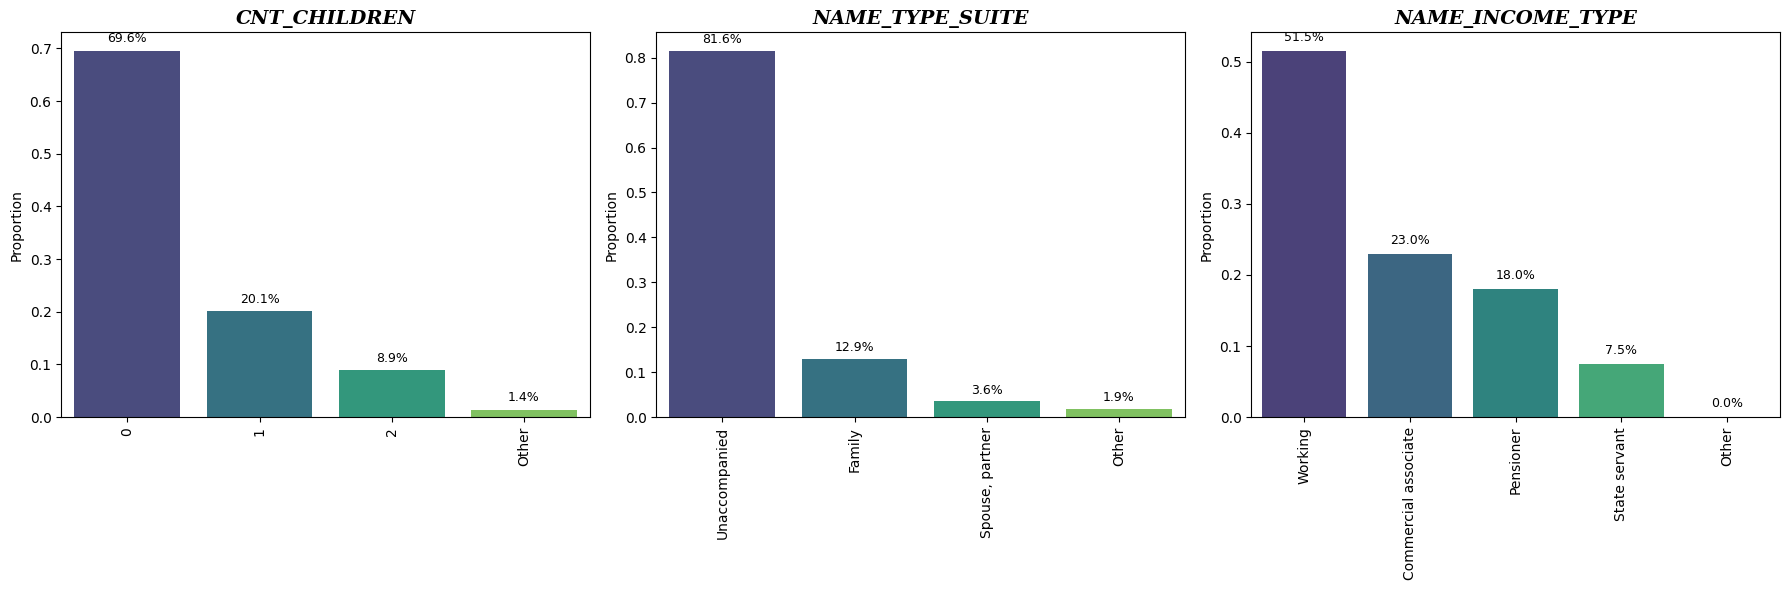 CNT_CHILDREN
Proportion
0.7
0.6
0.5
0.4
0.3
0.2
0.1
0.0
69.6%
20.1%
8.9%
1.4%
0
1
2
Other
NAME_TYPE_SUITE
Proportion
0.8
0.7
0.6
0.5
0.4
0.3
0.2
0.1
0.0
81.6%
12.9%
3.6%
1.9%
Unaccompanied
Family
Spouse, partner
Other
NAME_INCOME_TYPE
Proportion
0.5
0.4
0.3
0.2
0.1
0.0
51.5%
23.0%
18.0%
7.5%
0.0%
Working
Commercial associate
Pensioner
State servant
Other